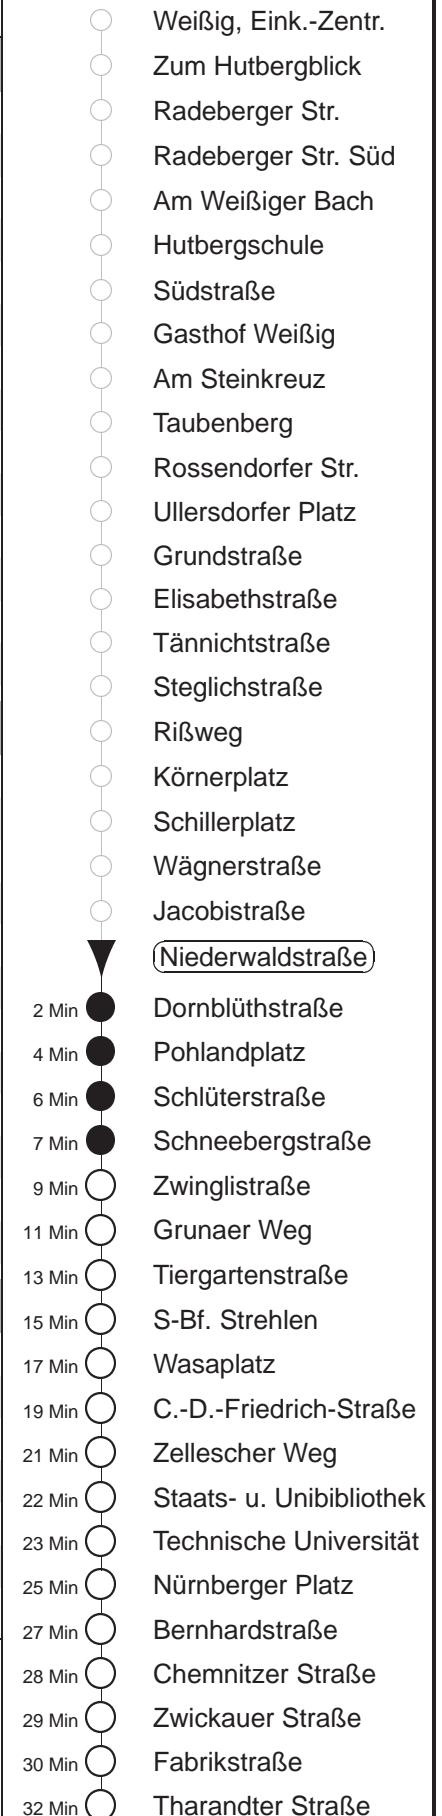 Weißig, Eink.-Zentr.
Zum Hutbergblick
Radeberger Str.
Radeberger Str. Süd
Am Weißiger Bach
Hutbergschule
Südstraße
Gasthof Weißig
Am Steinkreuz
Taubenberg
Rossendorfer Str.
Ullersdorfer Platz
Grundstraße
Elisabethstraße
Tännichtstraße
Steglichstraße
Rißweg
Körnerplatz
Schillerplatz
Wägnerstraße
Jacobistraße
Niederwaldstraße
2 Min Dornblüthstraße
4 Min Pohlandplatz
6 Min Schlüterstraße
7 Min Schneebergstraße
9 Min Zwinglistraße
11 Min Grunaer Weg
13 Min Tiergartenstraße
15 Min S-Bf. Strehlen
17 Min Wasaplatz
19 Min C.-D.-Friedrich-Straße
21 Min Zellescher Weg
22 Min Staats- u. Unibibliothek
23 Min Technische Universität
25 Min Nürnberger Platz
27 Min Bernhardstraße
28 Min Chemnitzer Straße
29 Min Zwickauer Straße
30 Min Fabrikstraße
32 Min Tharandter Straße